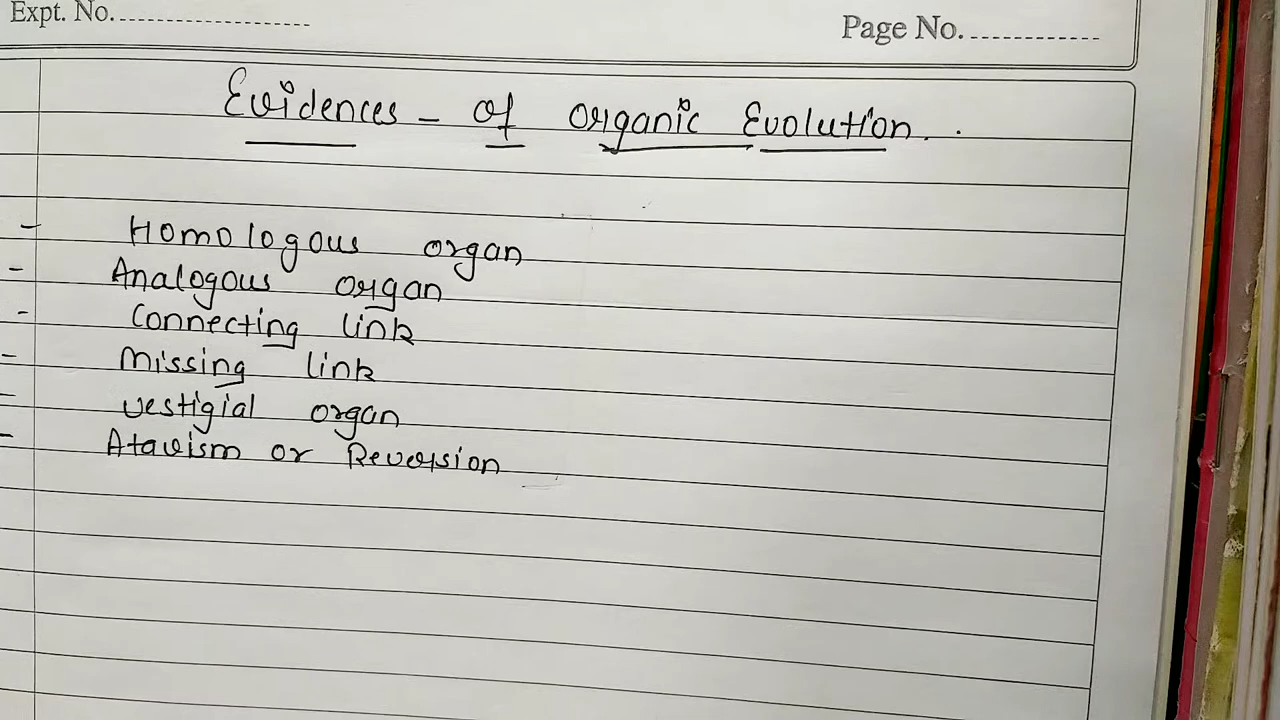 Expt. No.
Page No.
Evidences - of organic Evolution.
- Homologous organ
- Analogous organ
- Connecting link
- Missing link
- vestigial organ
- Atavism or Reversion